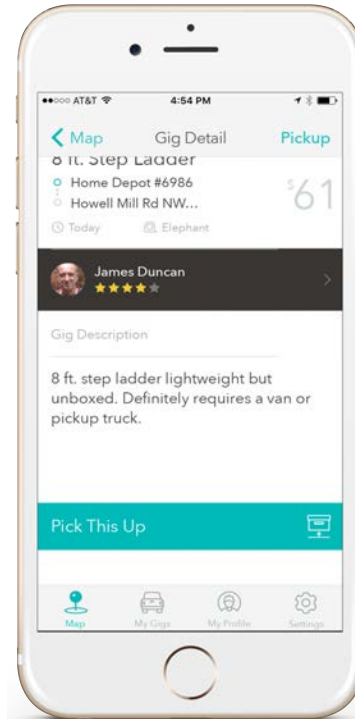 AT&T 4:54 PM
Map Gig Detail Pickup
8 ft. Step Ladder
Home Depot #6986
$61
Howell Mill Rd NW...
Today Elephant
James Duncan
Gig Description
8 ft. step ladder lightweight but
unboxed. Definitely requires a van or
pickup truck.
Pick This Up
Map My Gigs My Profile Settings